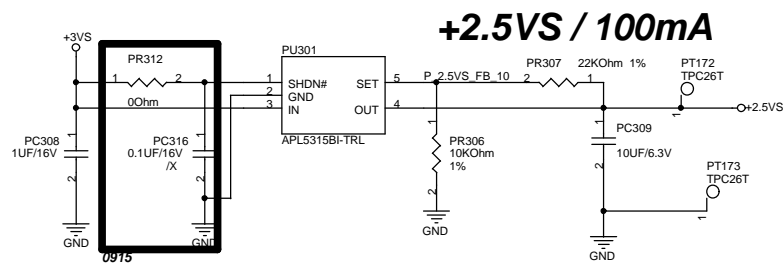 +2.5VS / 100mA
+3VS
PR312
1 2
0Ohm
PU301
1 SHDN# SET 5
2 GND
3 IN OUT 4
APL5315BI-TRL
P_2.5VS_FB_10
PR307
22KOhm 1%
2 1
PT172
TPC26T
1
+2.5VS
PC308
1UF/16V
1
2
PC316
0.1UF/16V
/X
1
2
PR306
10KOhm
1%
1
2
PC309
10UF/6.3V
1
2
PT173
TPC26T
1
GND
GND
GND
GND
0915